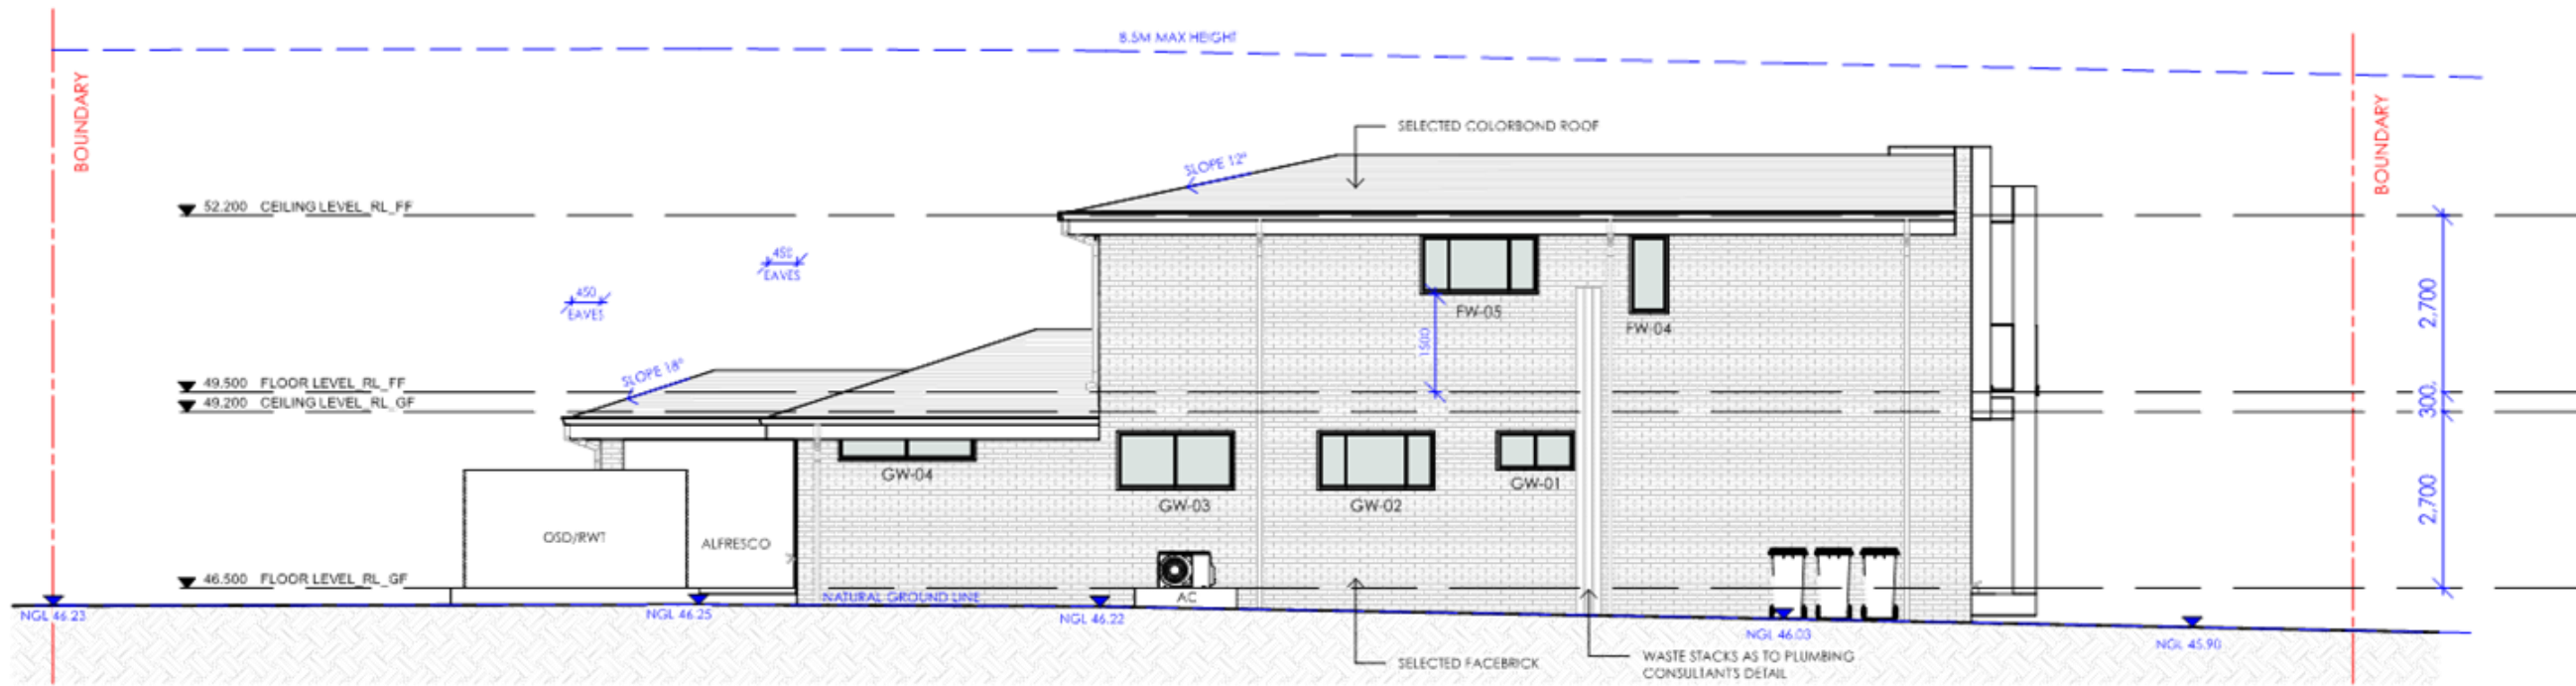 8.5M MAX HEIGHT
BOUNDARY
BOUNDARY
SELECTED COLORBOND ROOF
SLOPE 12°
52.200 CEILING LEVEL_RL_FF
450
EAVES
450
EAVES
2,700
FW-05
FW-04
1500
SLOPE 18°
49.500 FLOOR LEVEL_RL_FF
49.200 CEILING LEVEL_RL_GF
300
2,700
GW-04
GW-03
GW-02
GW-01
OSD/RWT
ALFRESCO
46.500 FLOOR LEVEL_RL_GF
NATURAL GROUND LINE
AC
NGL 46.23
NGL 46.25
NGL 46.22
NGL 46.03
NGL 45.90
SELECTED FACEBRICK
WASTE STACKS AS TO PLUMBING
CONSULTANTS DETAIL